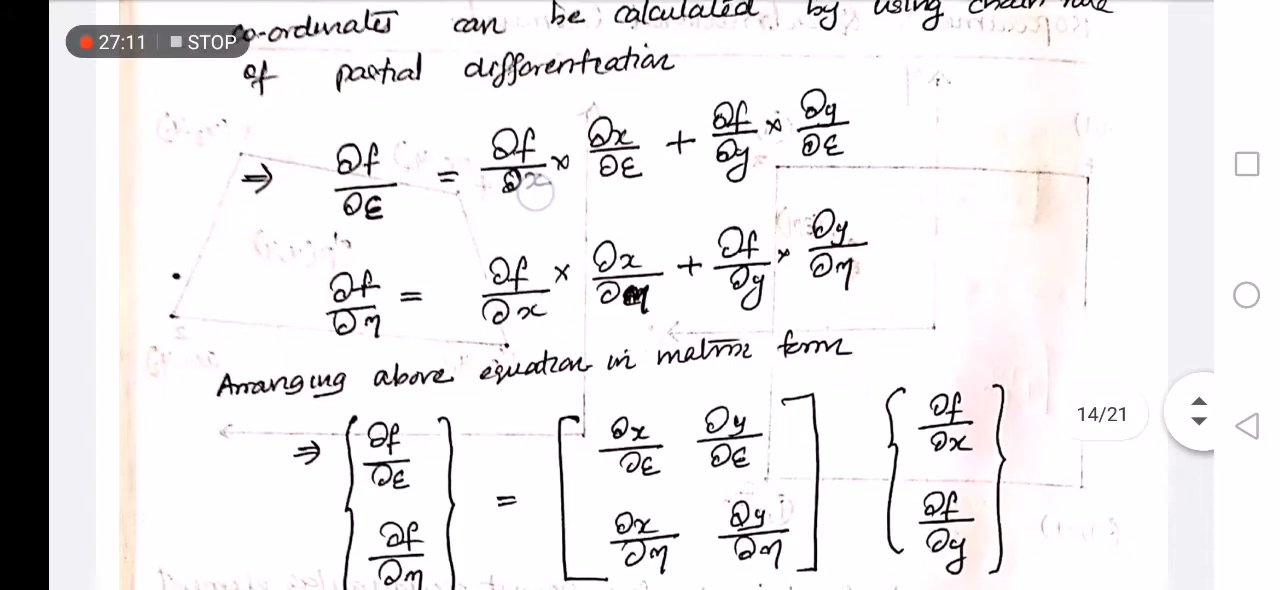 co-ordinates can be calculated by using chain rule
27:11 STOP
of partial differentiation
⇒ ∂f/∂ε = ∂f/∂x × ∂x/∂ε + ∂f/∂y × ∂y/∂ε
∂f/∂η = ∂f/∂x × ∂x/∂η + ∂f/∂y × ∂y/∂η
Arranging above equation in matrix form
⇒ { ∂f/∂ε ∂f/∂η } = [ ∂x/∂ε ∂y/∂ε ∂x/∂η ∂y/∂η ] { ∂f/∂x ∂f/∂y }
14/21